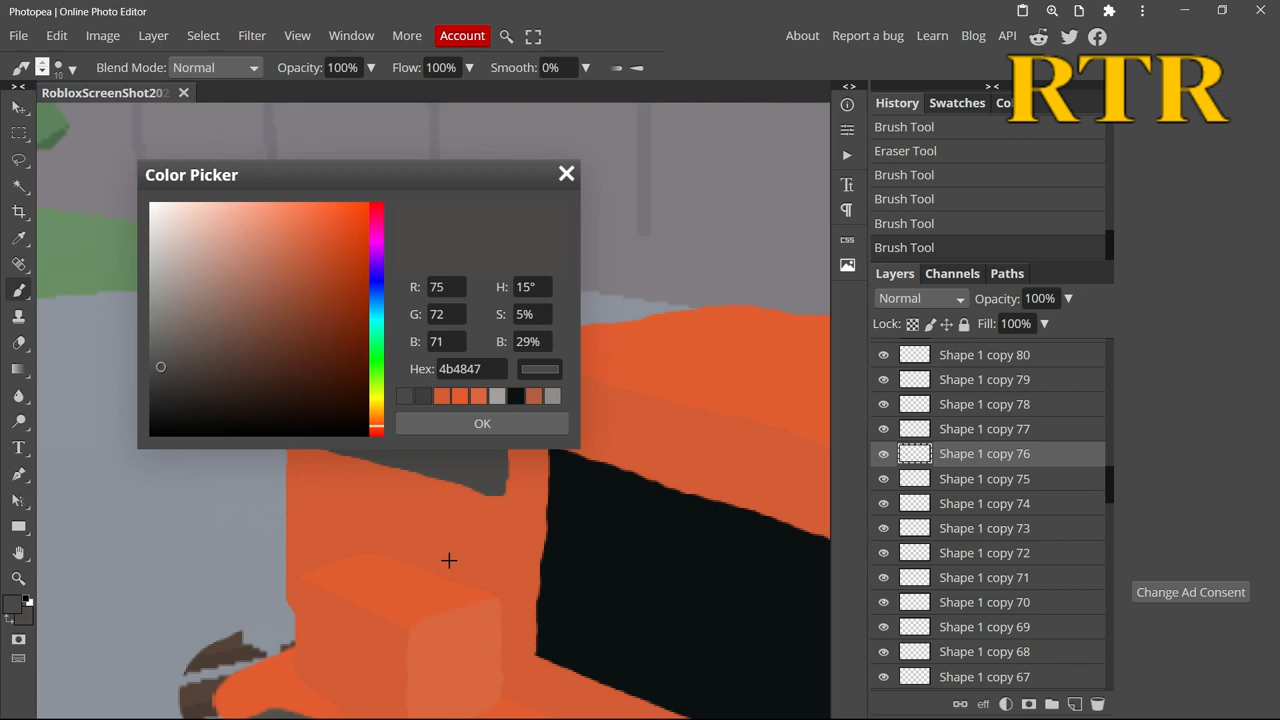 Photopea | Online Photo Editor
File Edit Image Layer Select Filter View Window More Account About Report a bug Learn Blog API
10 Blend Mode: Normal Opacity: 100% Flow: 100% Smooth: 0%
RTR
RobloxScreenShot202
History Swatches
Brush Tool
Eraser Tool
Brush Tool
Brush Tool
Brush Tool
Brush Tool
Color Picker
R: 75 H: 15°
G: 72 S: 5%
B: 71 B: 29%
Hex: 4b4847
OK
CSS
Layers Channels Paths
Normal Opacity: 100%
Lock: Fill: 100%
Shape 1 copy 80
Shape 1 copy 79
Shape 1 copy 78
Shape 1 copy 77
Shape 1 copy 76
Shape 1 copy 75
Shape 1 copy 74
Shape 1 copy 73
Shape 1 copy 72
Shape 1 copy 71
Shape 1 copy 70
Shape 1 copy 69
Shape 1 copy 68
Shape 1 copy 67
eff
Change Ad Consent